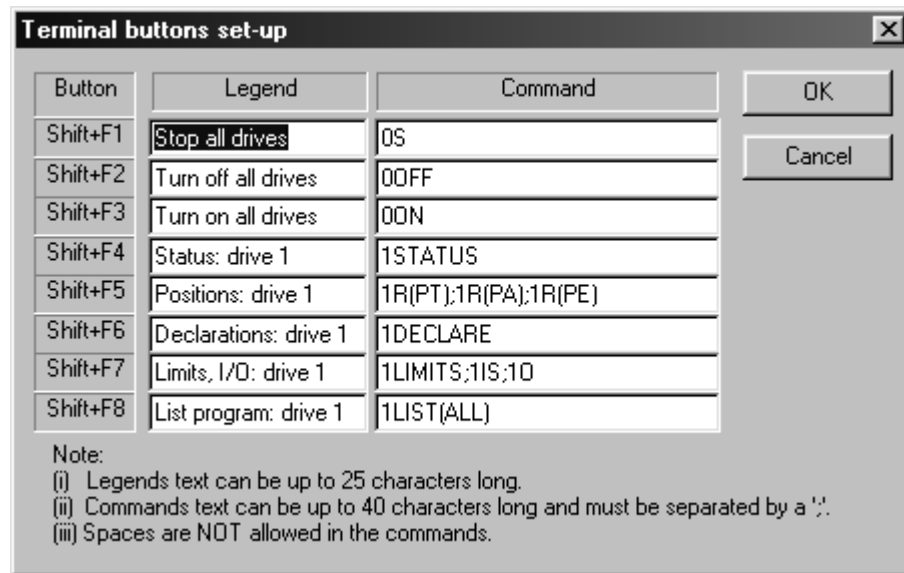 Terminal buttons set-up
Button Legend Command OK
Shift+F1 Stop all drives 0S
Cancel
Shift+F2 Turn off all drives 0OFF
Shift+F3 Turn on all drives 0ON
Shift+F4 Status: drive 1 1STATUS
Shift+F5 Positions: drive 1 1R(PT);1R(PA);1R(PE)
Shift+F6 Declarations: drive 1 1DECLARE
Shift+F7 Limits, I/O: drive 1 1LIMITS;1IS;1O
Shift+F8 List program: drive 1 1LIST(ALL)
Note:
(i) Legends text can be up to 25 characters long.
(ii) Commands text can be up to 40 characters long and must be separated by a ';'.
(iii) Spaces are NOT allowed in the commands.